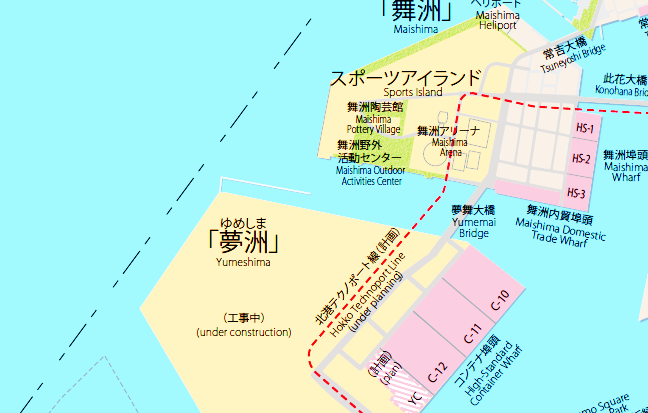 「舞洲」
Maishima
ヘリポート
Maishima
Heliport
常吉大橋
Tsuneyoshi Bridge
此花大橋
Konohana Brid
スポーツアイランド
Sports Island
舞洲陶芸館
Maishima
Pottery Village
舞洲アリーナ
Maishima
Arena
舞洲野外
活動センター
Maishima Outdoor
Activities Center
HS-1
HS-2
HS-3
舞洲埠頭
Maishima
Wharf
夢舞大橋
Yumemai
Bridge
舞洲内貿埠頭
Maishima Domestic
Trade Wharf
ゆめしま
「夢洲」
Yumeshima
(工事中)
(under construction)
北港テクノポート線(計画)
Hokko Technoport Line
(under planning)
C-10
C-11
C-12
YC
(計画)
(plan)
コンテナ埠頭
High-Standard
Container Wharf
mo Square
Park